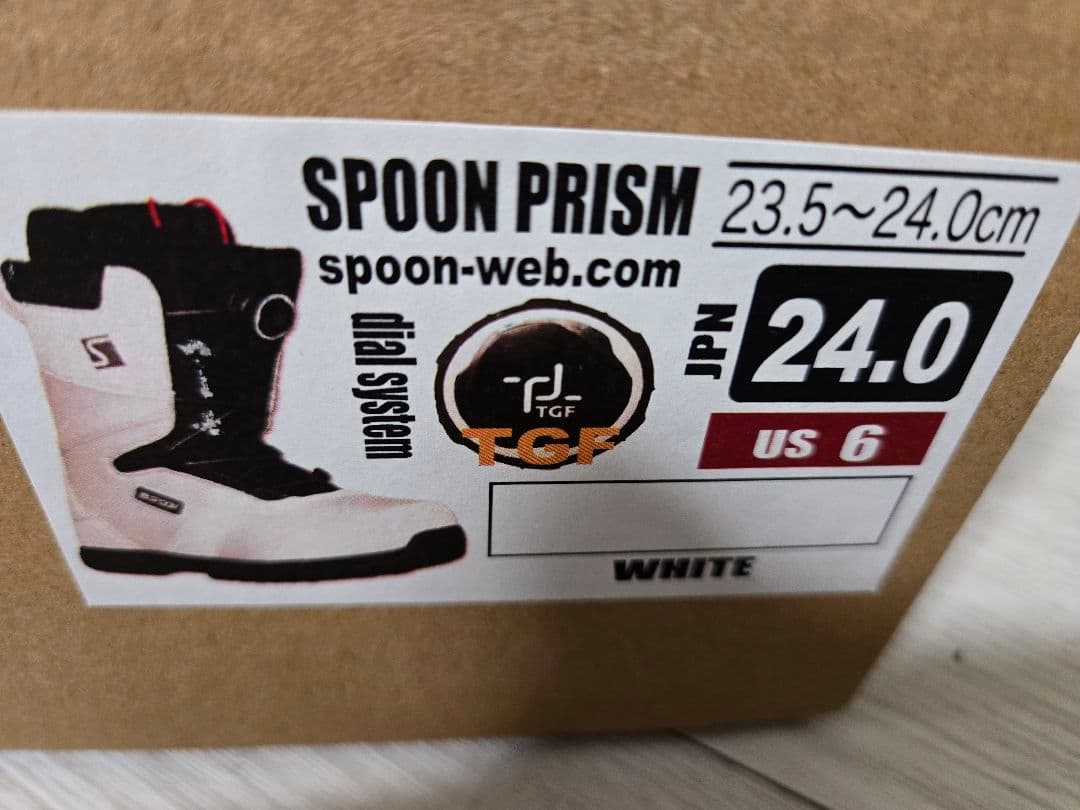 SPOON PRISM
23.5～24.0cm
spoon-web.com
dial system
TGF
TGF
JPN
24.0
US 6
S
SPOON
WHITE